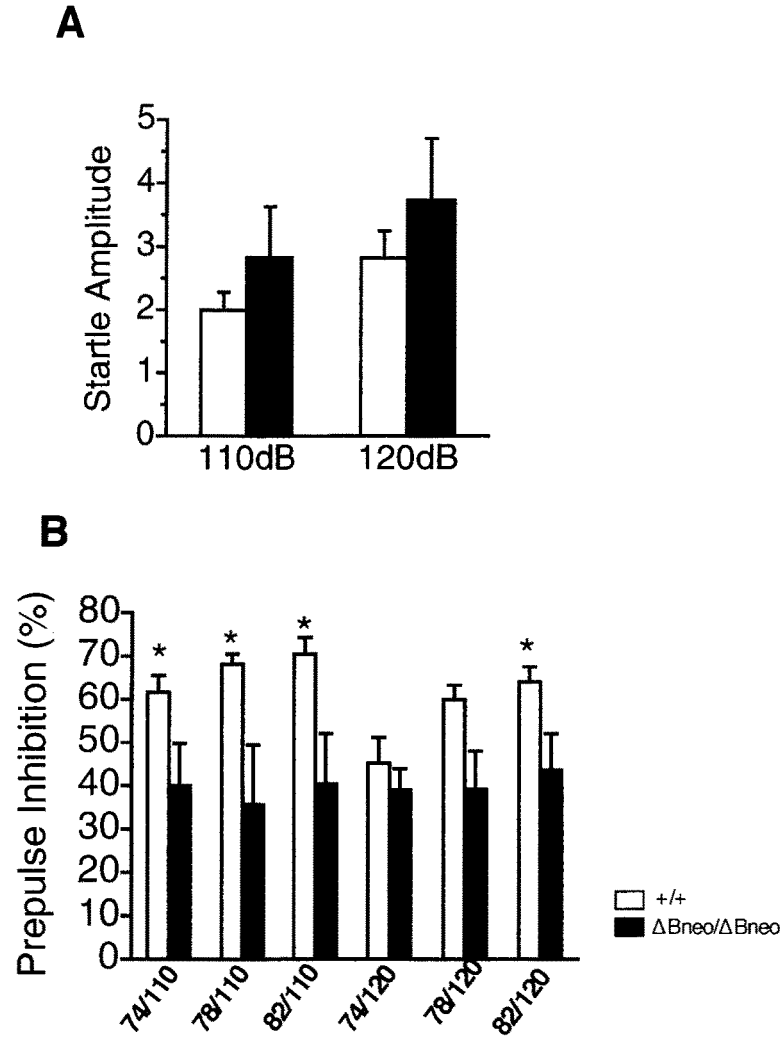 A
Startle Amplitude
5
4
3
2
1
0
110dB 120dB
B
Prepulse Inhibition (%)
80
70
60
50
40
30
20
10
0
* * * *
74/110 78/110 82/110 74/120 78/120 82/120
+/+
ΔBneo/ΔBneo